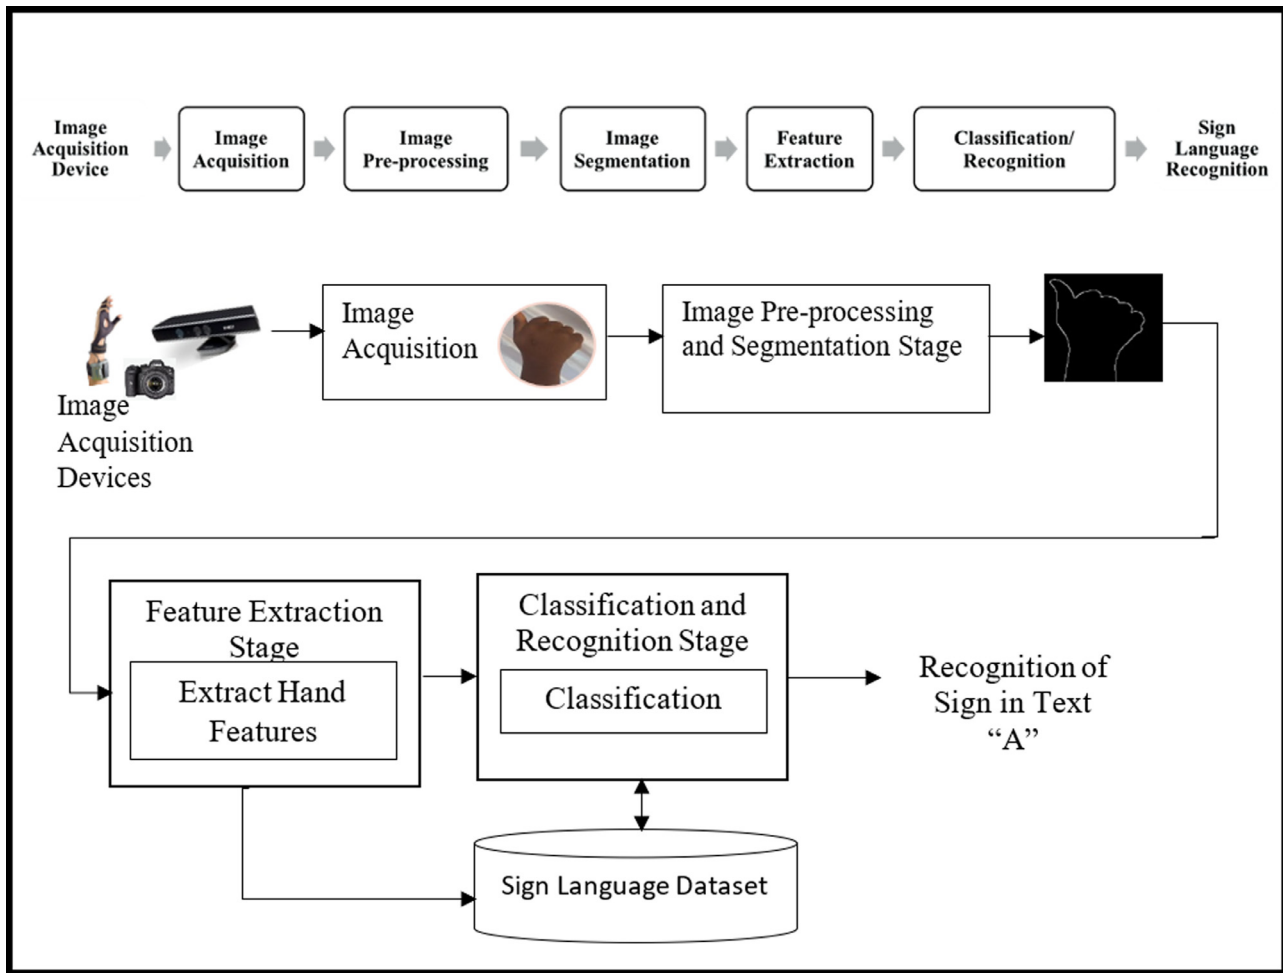 Image
Acquisition
Device
Image
Acquisition
Image
Pre-processing
Image
Segmentation
Feature
Extraction
Classification/
Recognition
Sign
Language
Recognition
Image
Acquisition
Devices
Image
Acquisition
Image Pre-processing
and Segmentation Stage
Feature Extraction
Stage
Extract Hand
Features
Classification and
Recognition Stage
Classification
Recognition of
Sign in Text
“A”
Sign Language Dataset